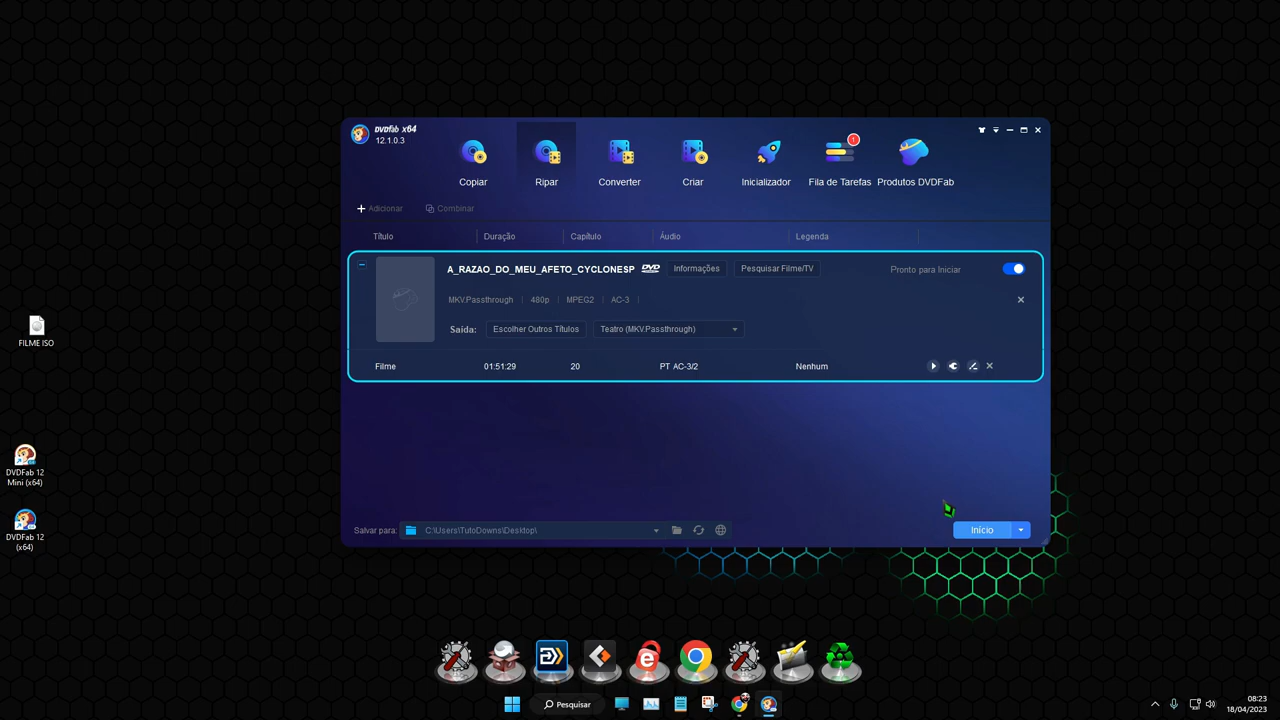 DVDFab x64
12.1.0.3
1
Copiar
Ripar
Converter
Criar
Inicializador
Fila de Tarefas
Produtos DVDFab
Adicionar
Combinar
Título
Duração
Capítulo
Áudio
Legenda
A_RAZAO_DO_MEU_AFETO_CYCLONESP
DVD
Informações
Pesquisar Filme/TV
Pronto para Iniciar
MKV.Passthrough
480p
MPEG2
AC-3
Saída:
Escolher Outros Títulos
Teatro (MKV.Passthrough)
Filme
01:51:29
20
PT AC-3/2
Nenhum
Salvar para:
C:\Users\TutoDowns\Desktop\
Início
FILME ISO
DVDFab 12
Mini (x64)
DVDFab 12
(x64)
Pesquisar
08:23
18/04/2023